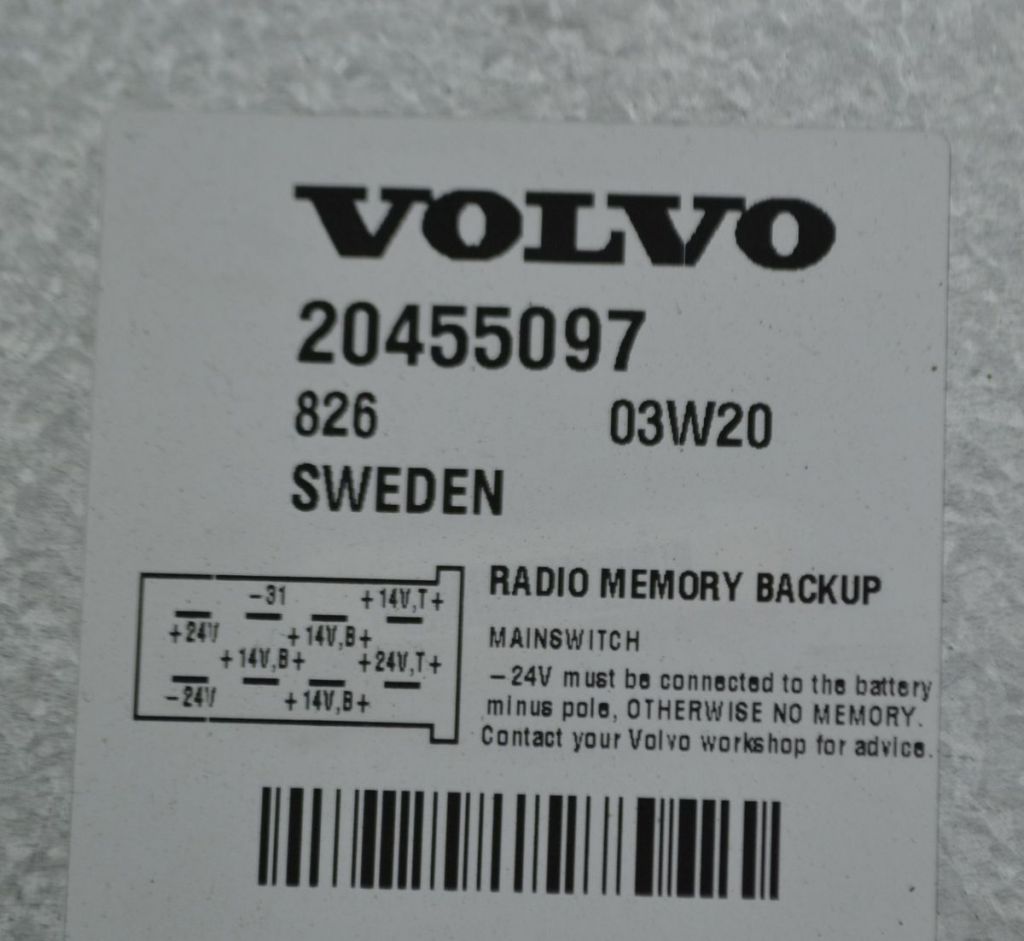 VOLVO
20455097
826 03W20
SWEDEN
-31 +14V,T+
+24V +14V,B+
+14V,B+ +24V,T+
-24V +14V,B+
RADIO MEMORY BACKUP
MAINSWITCH
-24V must be connected to the battery
minus pole, OTHERWISE NO MEMORY.
Contact your Volvo workshop for advice.